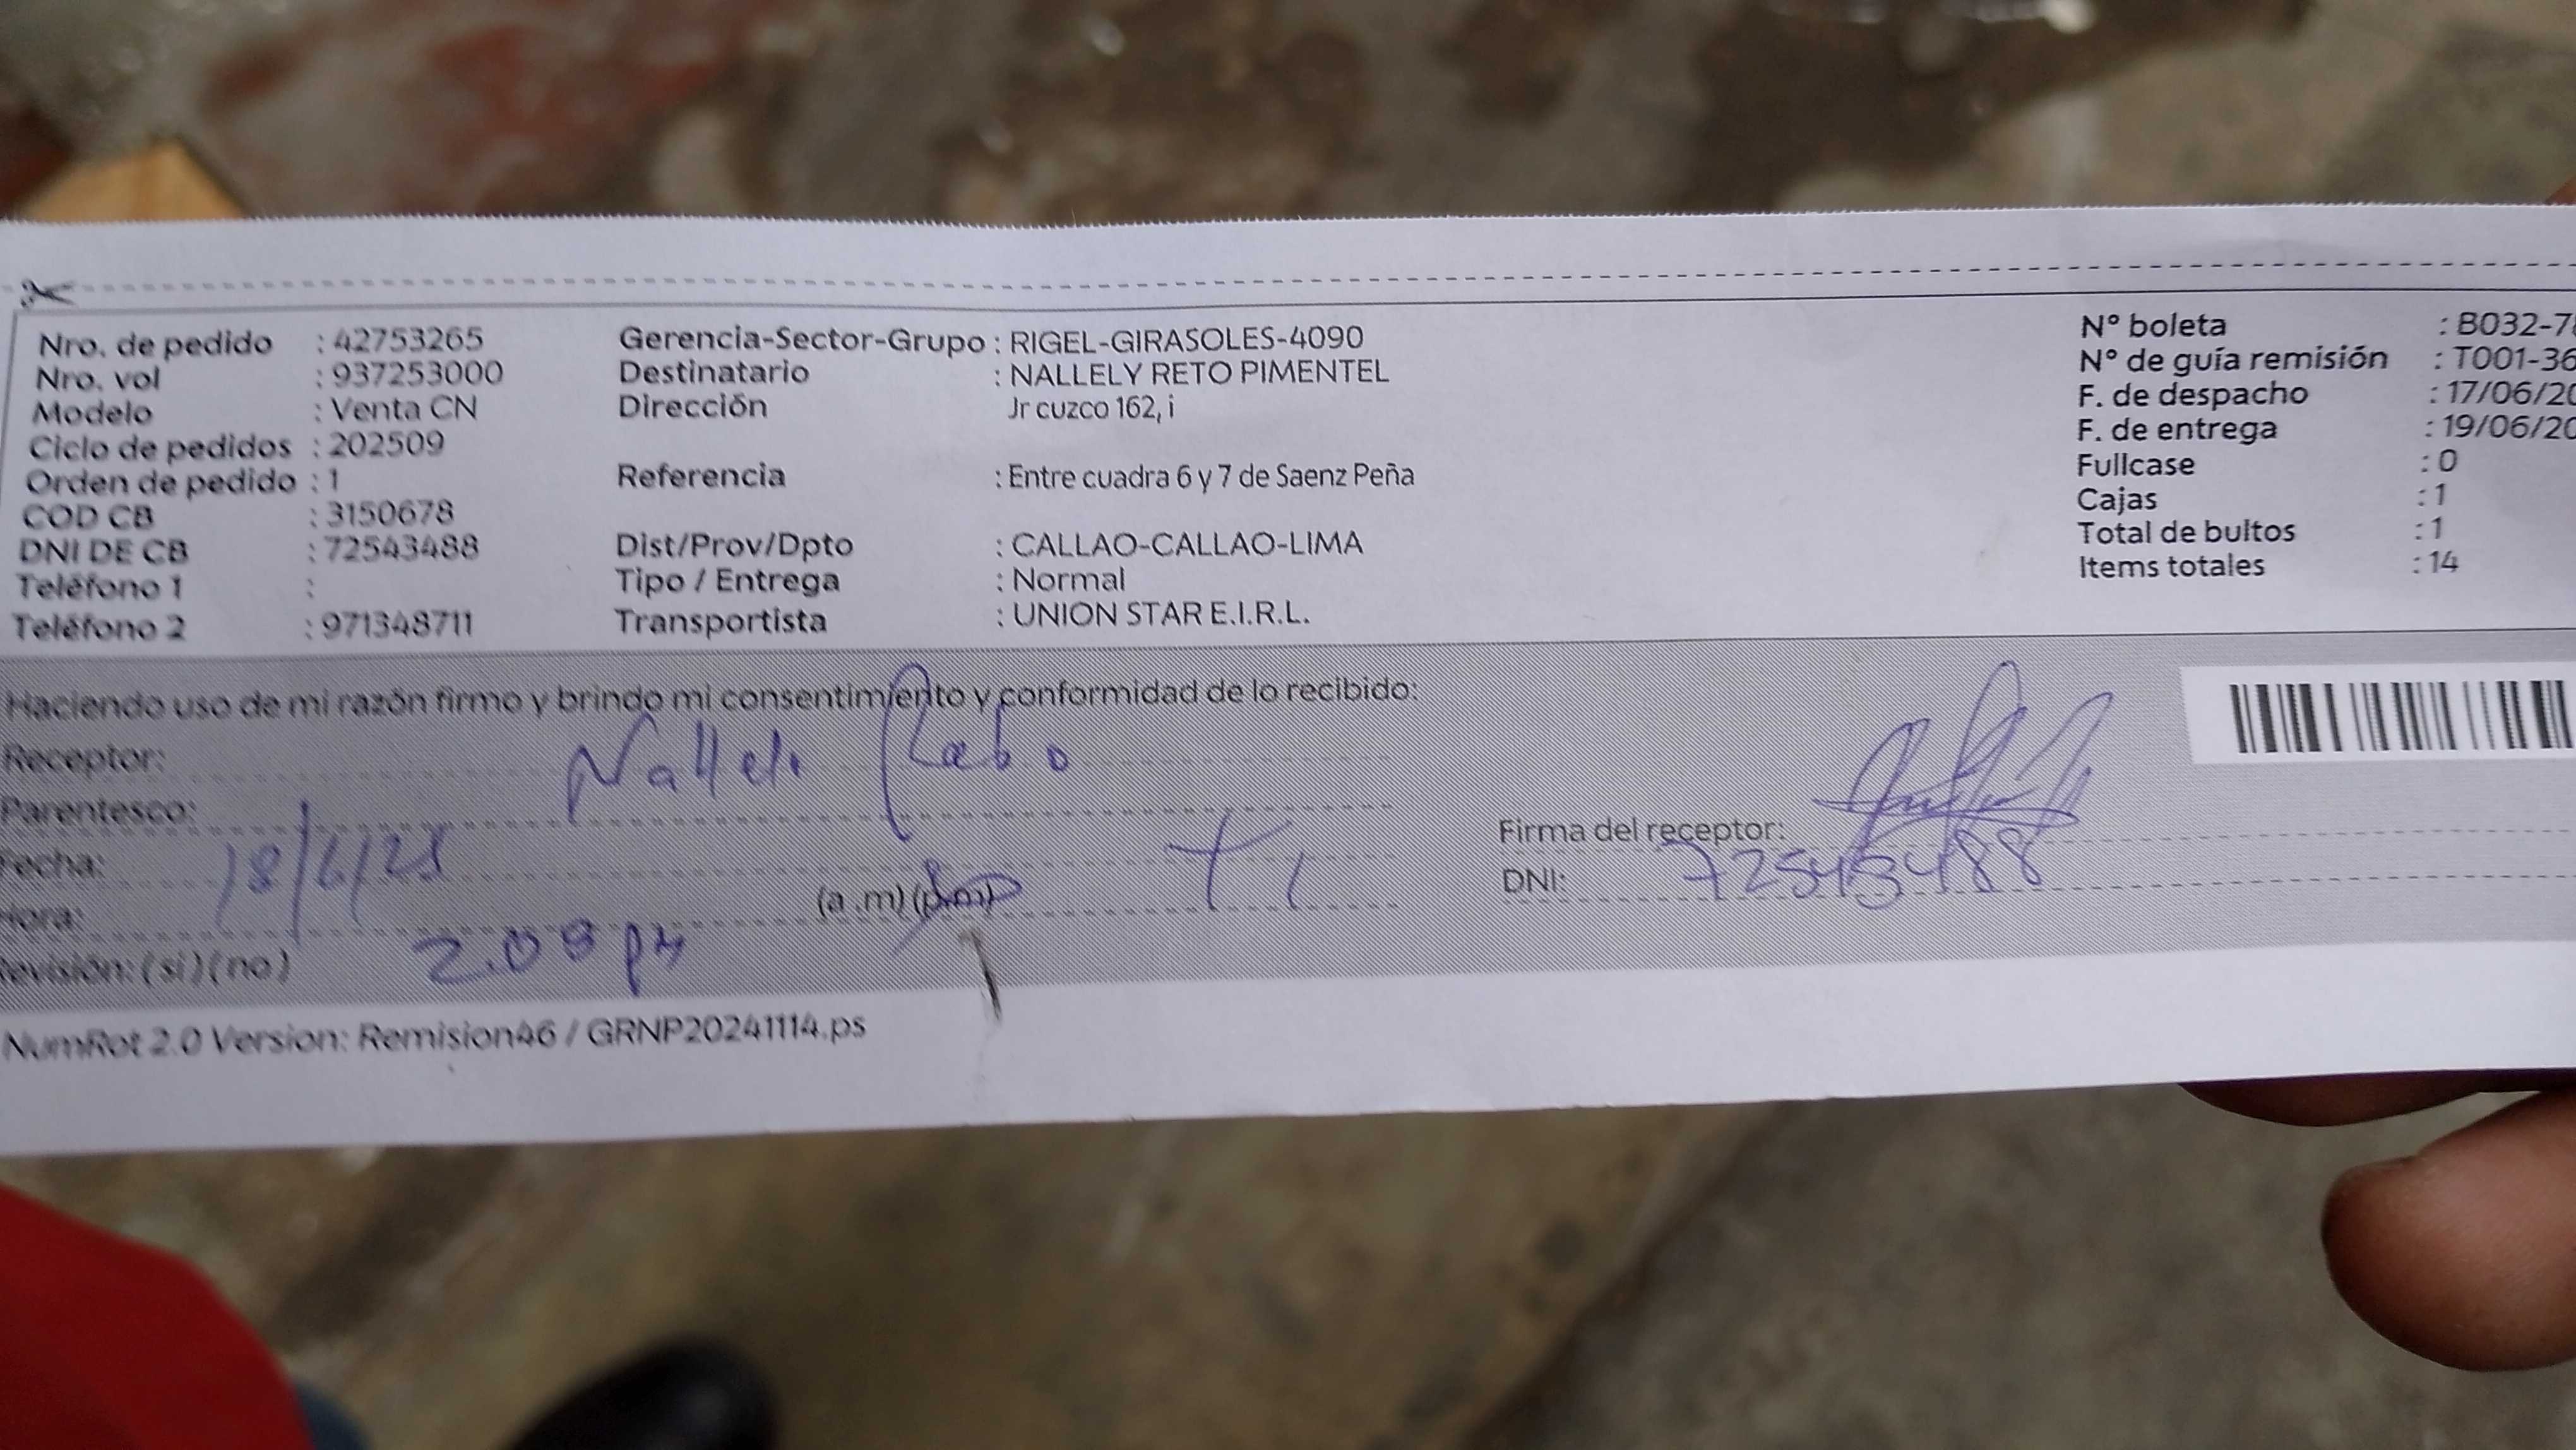 Nro. de pedido : 42753265
Nro. vol : 937253000
Modelo : Venta CN
Ciclo de pedidos : 202509
Orden de pedido : 1
COD CB : 3150678
DNI DE CB : 72543488
Teléfono 1 :
Teléfono 2 : 971348711
Gerencia-Sector-Grupo : RIGEL-GIRASOLES-4090
Destinatario : NALLELY RETO PIMENTEL
Dirección Jr cuzco 162, i
Referencia : Entre cuadra 6 y 7 de Saenz Peña
Dist/Prov/Dpto : CALLAO-CALLAO-LIMA
Tipo / Entrega : Normal
Transportista : UNION STAR E.I.R.L.
N° boleta : B032-7
N° de guía remisión : T001-36
F. de despacho : 17/06/20
F. de entrega : 19/06/20
Fullcase : 0
Cajas : 1
Total de bultos : 1
Items totales : 14
Haciendo uso de mi razón firmo y brindo mi consentimiento y conformidad de lo recibido:
Receptor: Nallely Reto
Parentesco:
Fecha: 18/6/25
Hora: (a .m) (p.m)
Revisión: ( si ) ( no ) 2.08 pm
Firma del receptor:
DNI: 72543488
NumRot 2.0 Version: Remision46 / GRNP20241114.ps